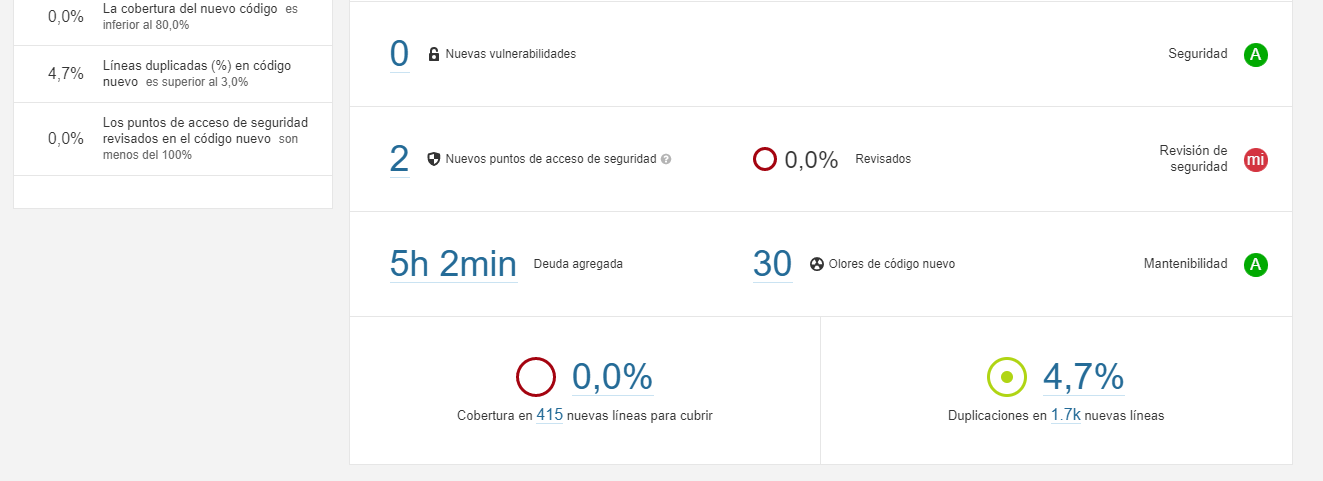 0,0%
La cobertura del nuevo código es
inferior al 80,0%
4,7%
Líneas duplicadas (%) en código
nuevo es superior al 3,0%
0,0%
Los puntos de acceso de seguridad
revisados en el código nuevo son
menos del 100%
0 Nuevas vulnerabilidades
Seguridad A
2 Nuevos puntos de acceso de seguridad ?
0,0% Revisados
Revisión de
seguridad
mi
5h 2min Deuda agregada
30 Olores de código nuevo
Mantenibilidad A
0,0%
Cobertura en 415 nuevas líneas para cubrir
4,7%
Duplicaciones en 1.7k nuevas líneas